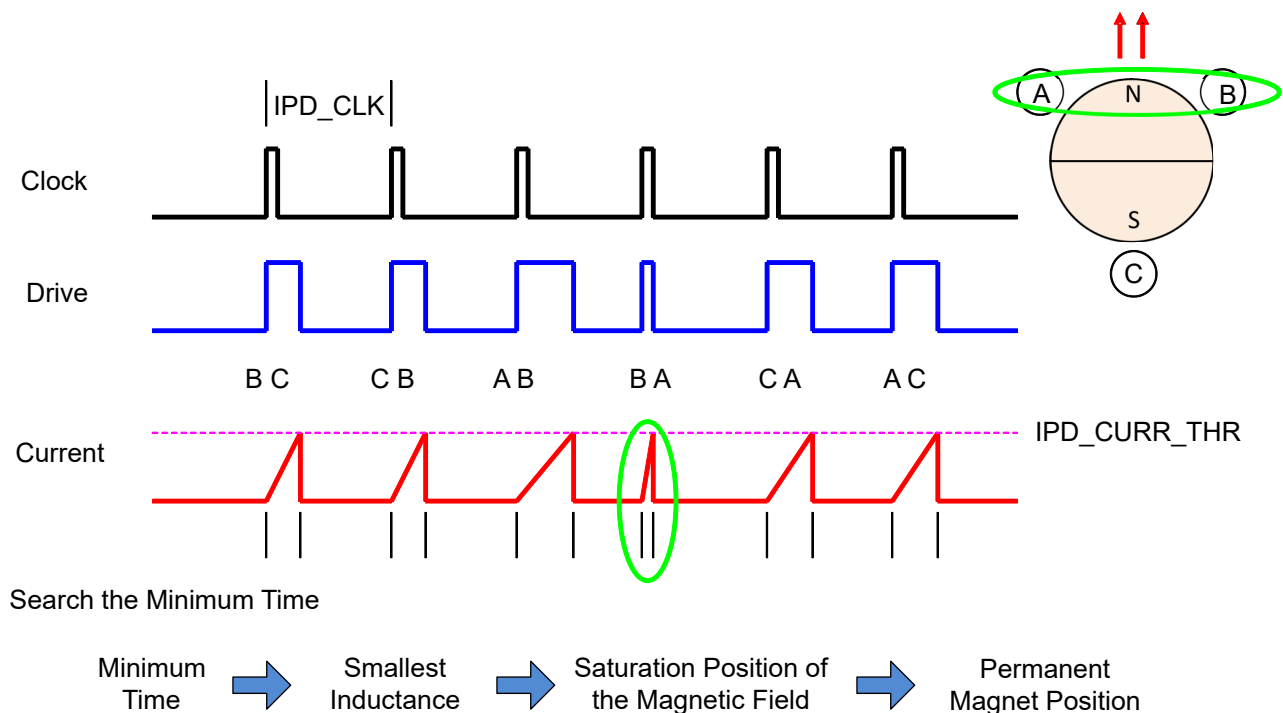 IPD_CLK
A
N
B
Clock
S
C
Drive
B C
C B
A B
B A
C A
A C
IPD_CURR_THR
Current
Search the Minimum Time
Minimum
Time
Smallest
Inductance
Saturation Position of
the Magnetic Field
Permanent
Magnet Position